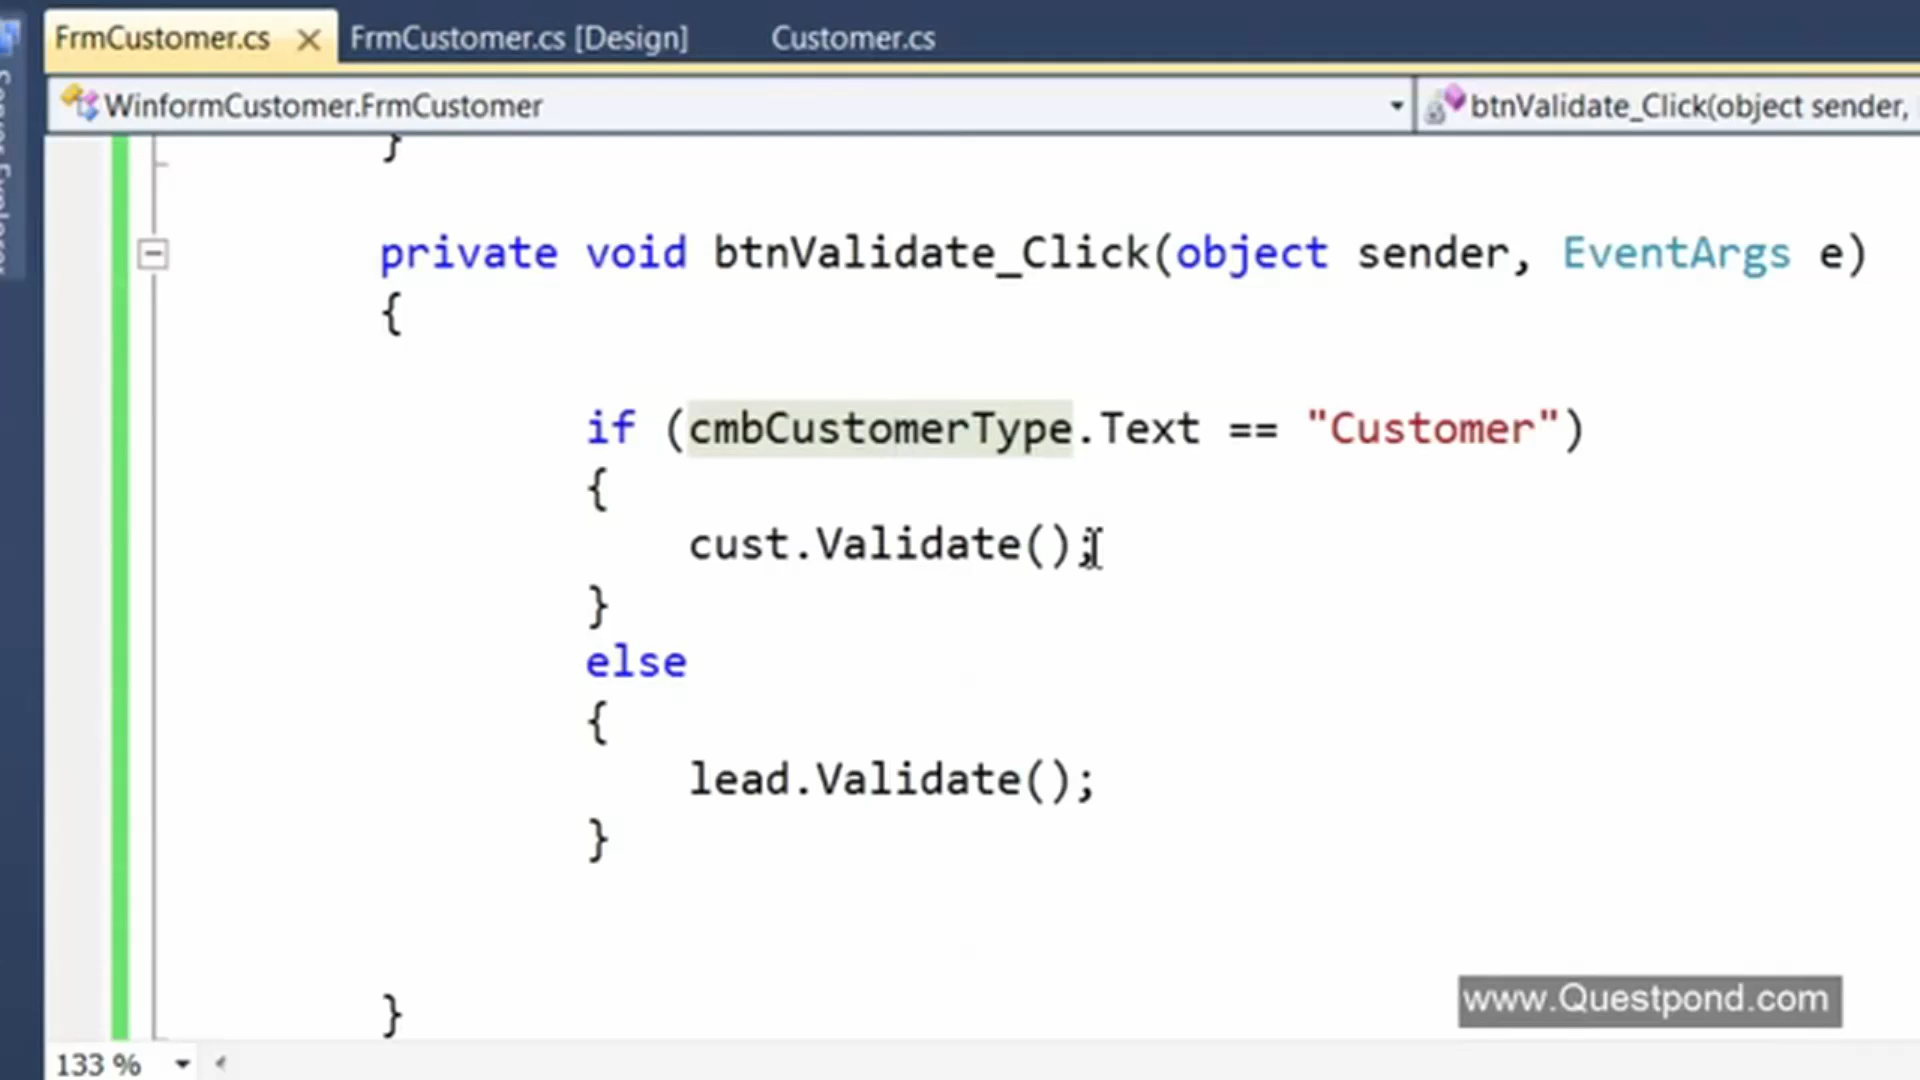 FrmCustomer.cs FrmCustomer.cs [Design] Customer.cs
WinformCustomer.FrmCustomer btnValidate_Click(object sender,
}
private void btnValidate_Click(object sender, EventArgs e)
{
if (cmbCustomerType.Text == "Customer")
{
cust.Validate();
}
else
{
lead.Validate();
}
}
www.Questpond.com
133 %